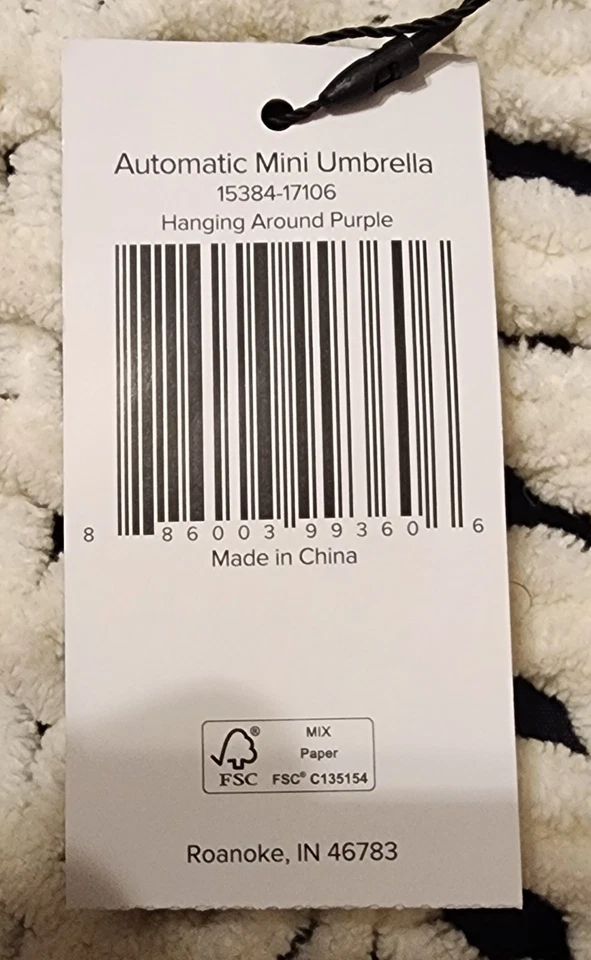 Automatic Mini Umbrella
15384-17106
Hanging Around Purple
8 86003 99360 6
Made in China
®
FSC
MIX
Paper
FSC® C135154
Roanoke, IN 46783